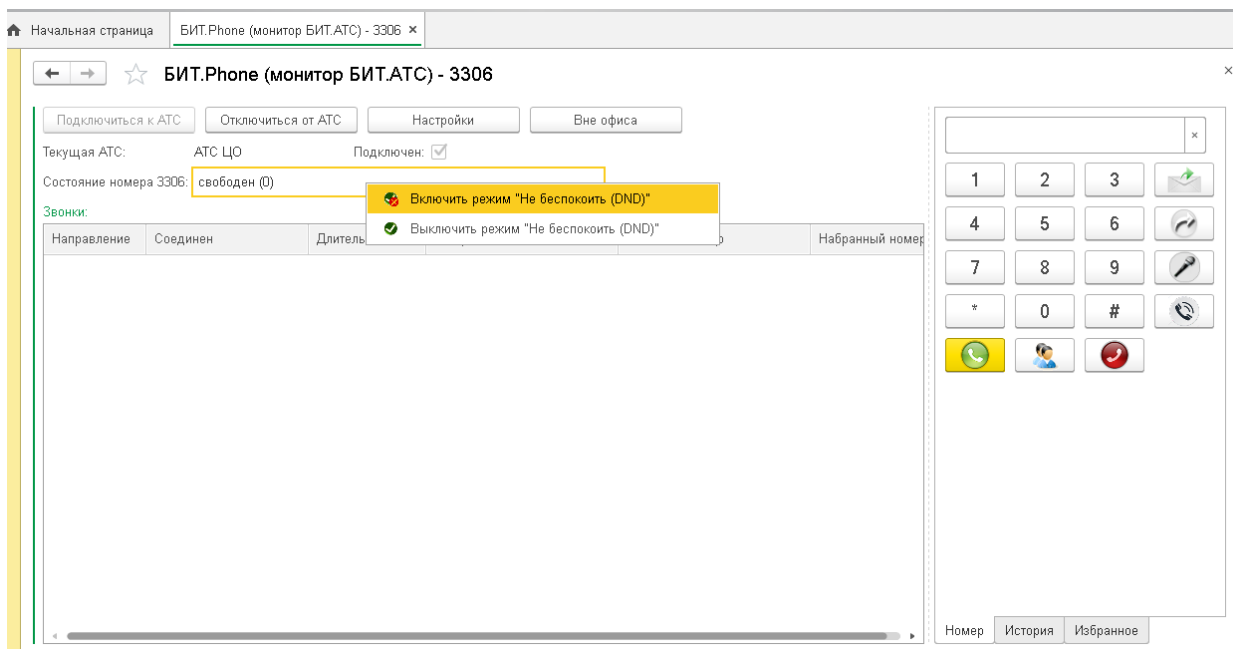 Начальная страница
БИТ.Phone (монитор БИТ.АТС) - 3306 ×
БИТ.Phone (монитор БИТ.АТС) - 3306
Подключиться к АТС
Отключиться от АТС
Настройки
Вне офиса
Текущая АТС: АТС ЦО Подключен:
Состояние номера 3306: свободен (0)
Включить режим "Не беспокоить (DND)"
Выключить режим "Не беспокоить (DND)"
Звонки:
Направление Соединен Длитель Набранный номер
1 2 3
4 5 6
7 8 9
* 0 #
Номер История Избранное